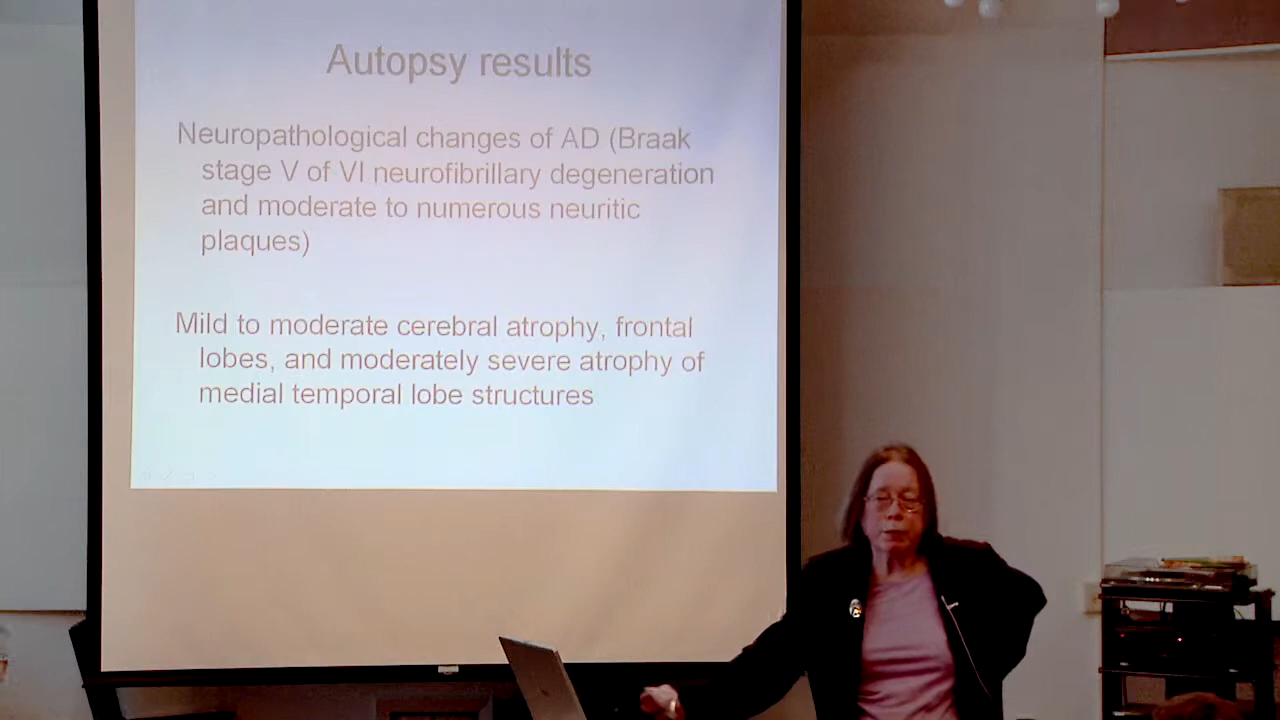 Autopsy results
Neuropathological changes of AD (Braak
stage V of VI neurofibrillary degeneration
and moderate to numerous neuritic
plaques)
Mild to moderate cerebral atrophy, frontal
lobes, and moderately severe atrophy of
medial temporal lobe structures